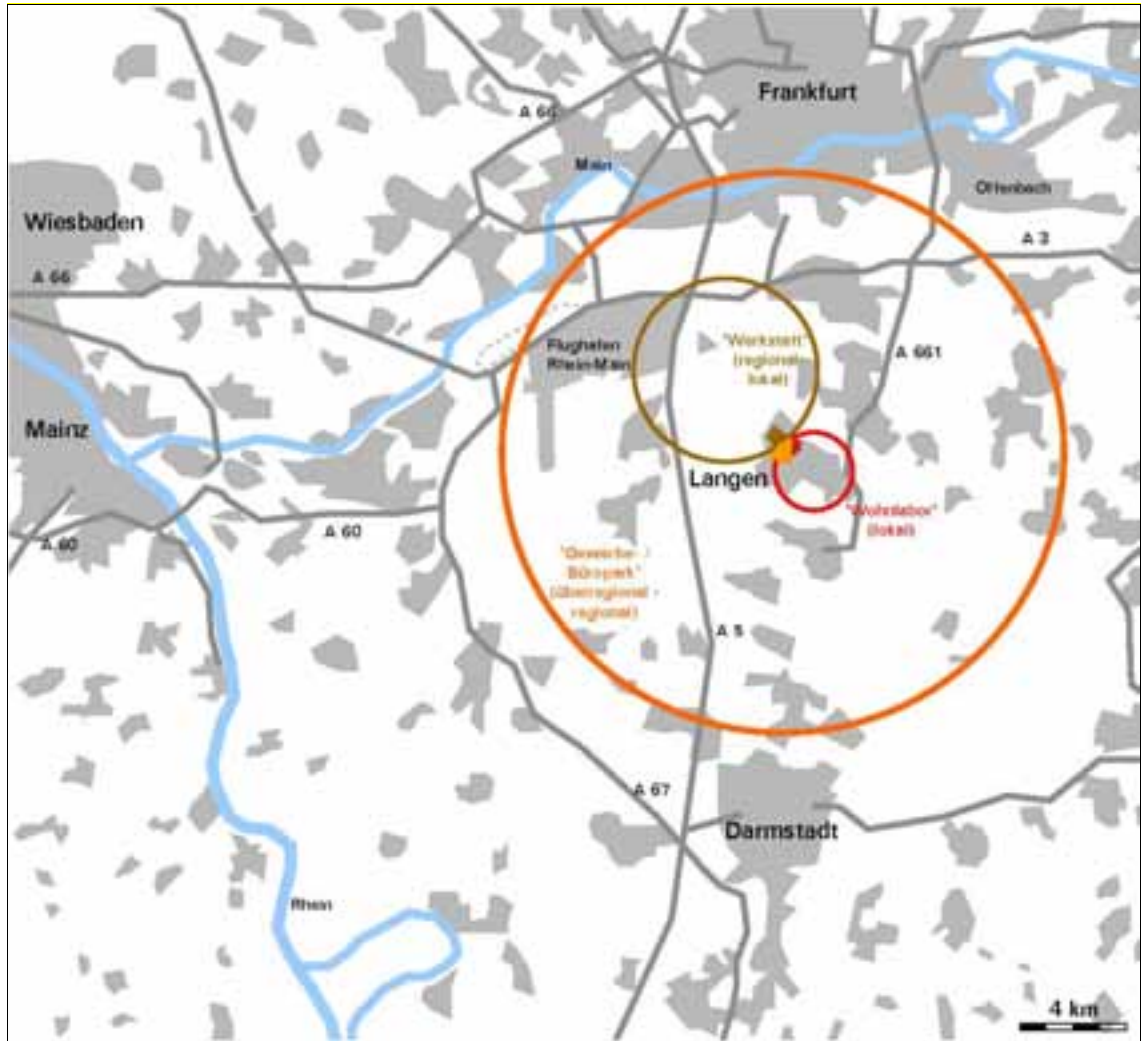 Frankfurt
A 66
Main
Offenbach
Wiesbaden
A 3
A 66
Flughafen
Rhein-Main
"Werkstatt"
(regional-
lokal)
A 661
Mainz
Langen
"Wohnlabor"
(lokal)
A 60
A 60
"Gewerbe- /
Büropark"
(überregional -
regional)
A 5
A 67
Darmstadt
Rhein
4 km